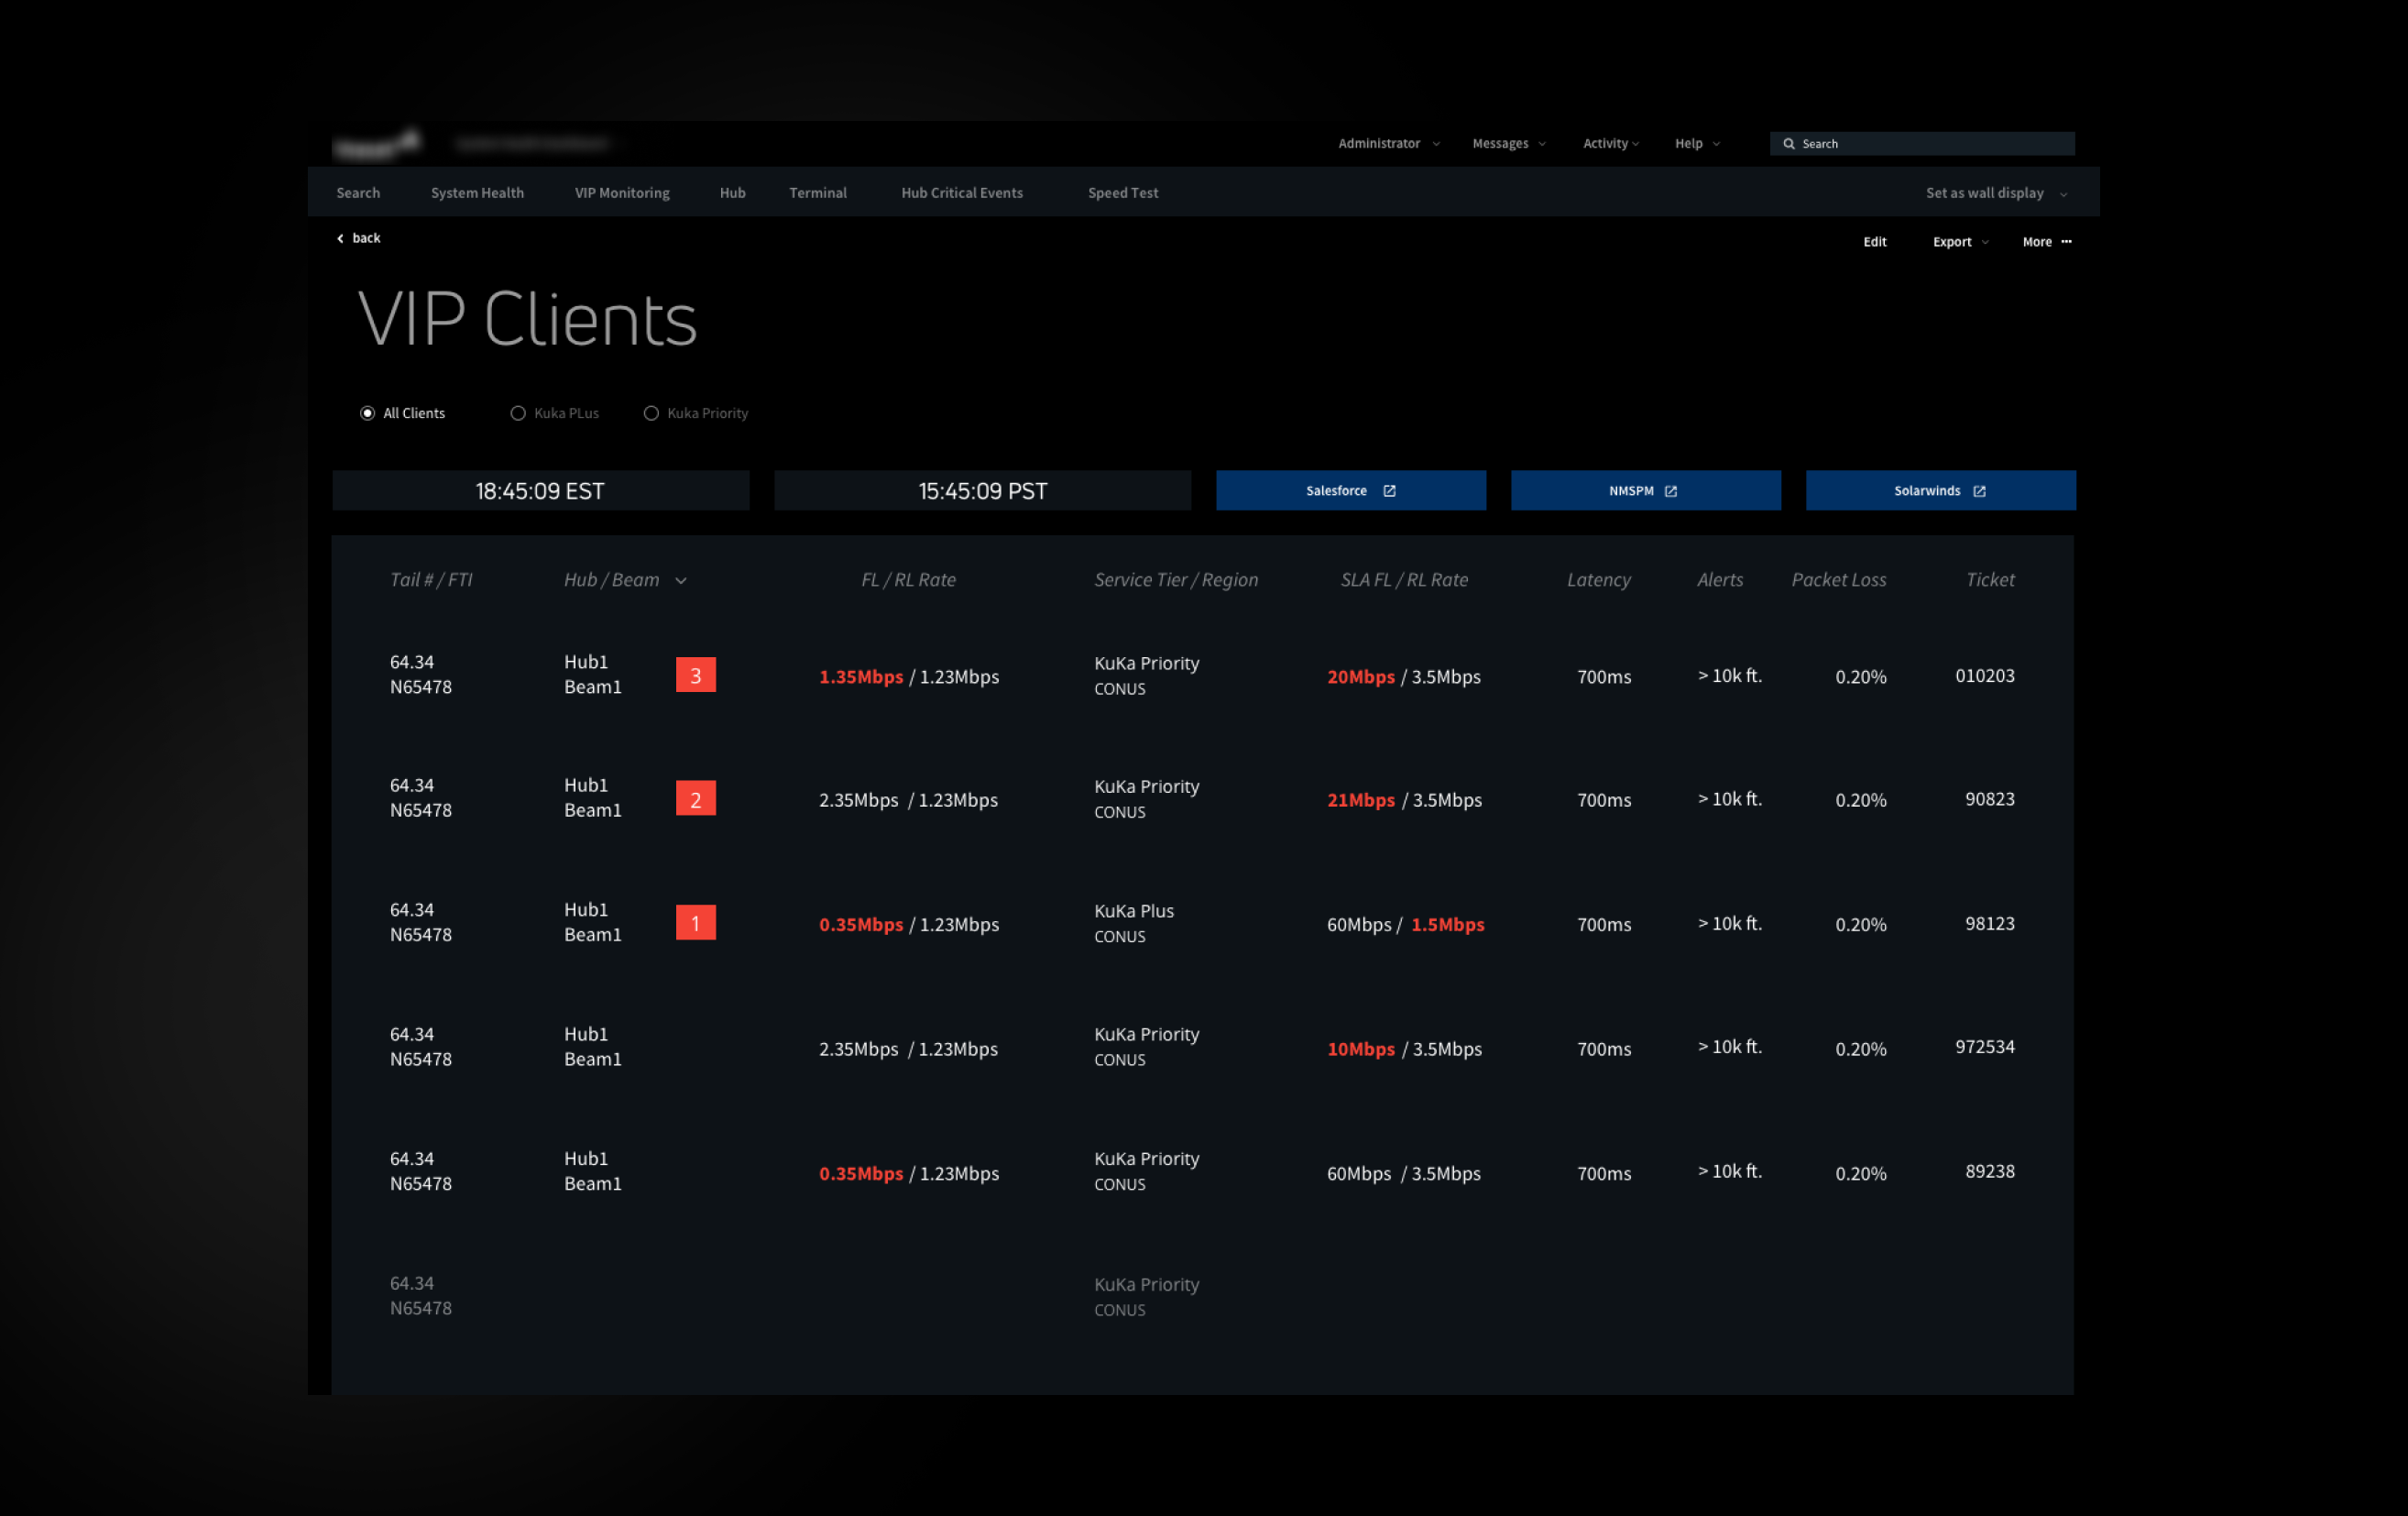 Administrator Messages Activity Help Search
Search System Health VIP Monitoring Hub Terminal Hub Critical Events Speed Test Set as wall display
back Edit Export More
VIP Clients
All Clients Kuka PLus Kuka Priority
18:45:09 EST 15:45:09 PST Salesforce NMSPM Solarwinds
Tail # / FTI Hub / Beam FL / RL Rate Service Tier / Region SLA FL / RL Rate Latency Alerts Packet Loss Ticket
64.34 Hub1 KuKa Priority
3 1.35Mbps / 1.23Mbps 20Mbps / 3.5Mbps 700ms > 10k ft. 0.20% 010203
N65478 Beam1 CONUS
64.34 Hub1 KuKa Priority
2 2.35Mbps / 1.23Mbps 21Mbps / 3.5Mbps 700ms > 10k ft. 0.20% 90823
N65478 Beam1 CONUS
64.34 Hub1 KuKa Plus
1 0.35Mbps / 1.23Mbps 60Mbps / 1.5Mbps 700ms > 10k ft. 0.20% 98123
N65478 Beam1 CONUS
64.34 Hub1 KuKa Priority
2.35Mbps / 1.23Mbps 10Mbps / 3.5Mbps 700ms > 10k ft. 0.20% 972534
N65478 Beam1 CONUS
64.34 Hub1 KuKa Priority
0.35Mbps / 1.23Mbps 60Mbps / 3.5Mbps 700ms > 10k ft. 0.20% 89238
N65478 Beam1 CONUS
64.34 KuKa Priority
N65478 CONUS